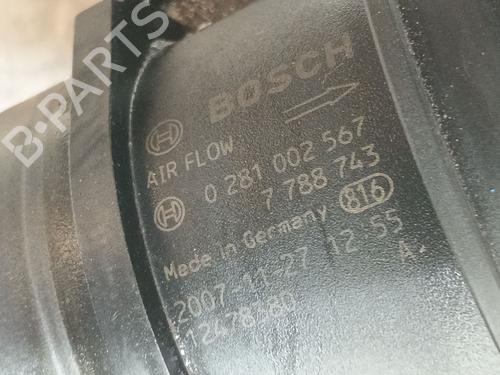 B-PARTS
BOSCH
AIR FLOW
0 281 002 567
7 788 743
Made in Germany 816
2007-11-27 12 55
A.